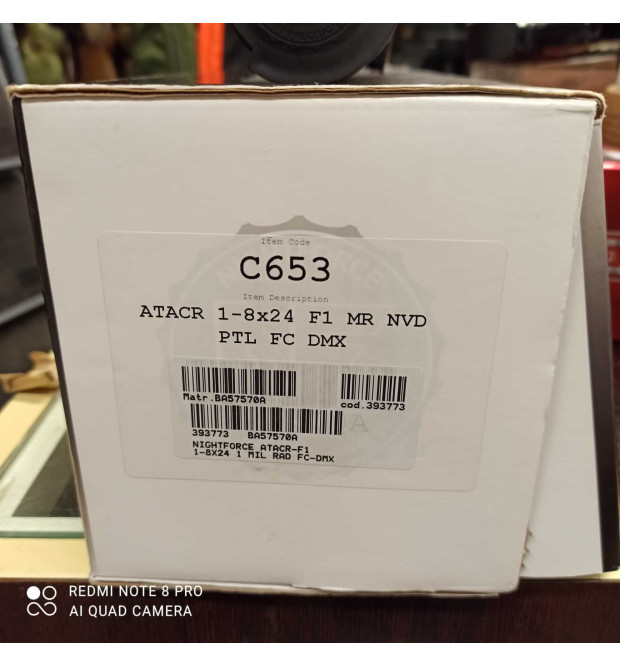 Item Code
C653
Item Description
ATACR 1-8x24 F1 MR NVD
PTL FC DMX
Matr.BA57570A
cod.393773
393773 BA57570A
NIGHTFORCE ATACR-F1
1-8X24 1 MIL RAD FC-DMX
REDMI NOTE 8 PRO
AI QUAD CAMERA